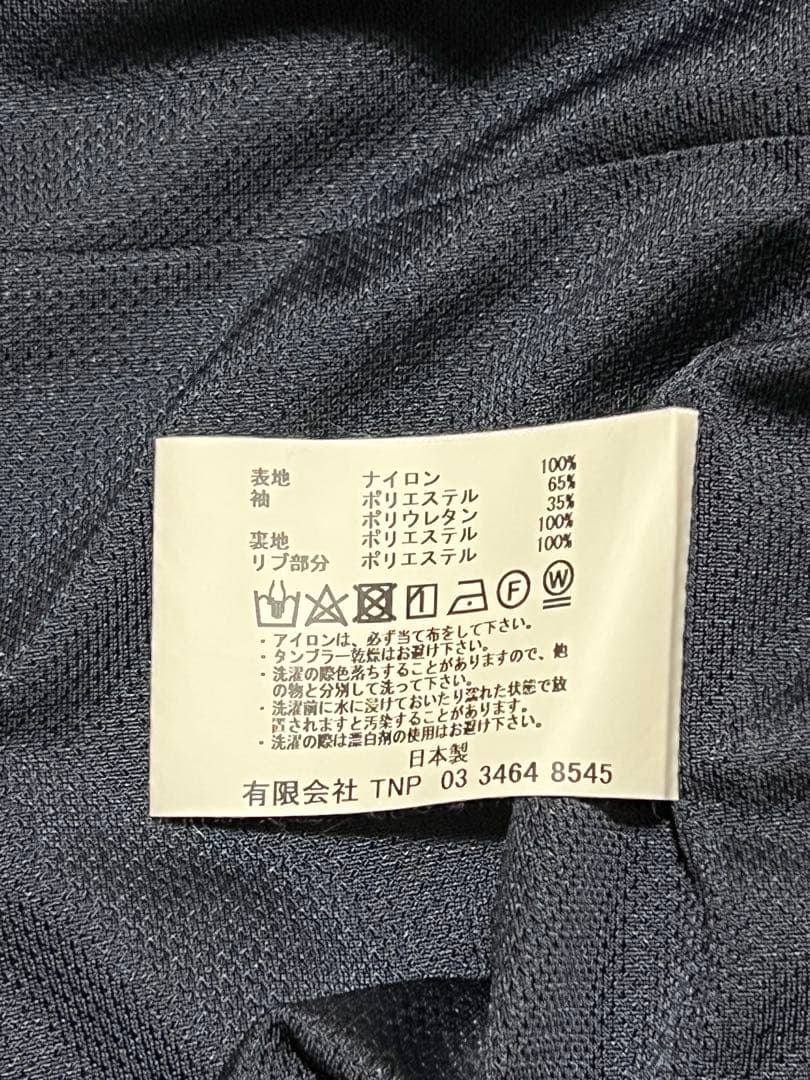 表地 ナイロン 100%
袖 ポリエステル 65%
ポリウレタン 35%
裏地 ポリエステル 100%
リブ部分 ポリエステル 100%
F W
・アイロンは、必ず当て布をして下さい。
・タンブラー乾燥はお避け下さい。
・洗濯の際色落ちすることがありますので、他
の物と分別して洗って下さい。
・洗濯前に水に浸けておいたり濡れた状態で放
置されますと汚染することがあります。
・洗濯の際は漂白剤の使用はお避け下さい。
日本製
有限会社 TNP 03 3464 8545